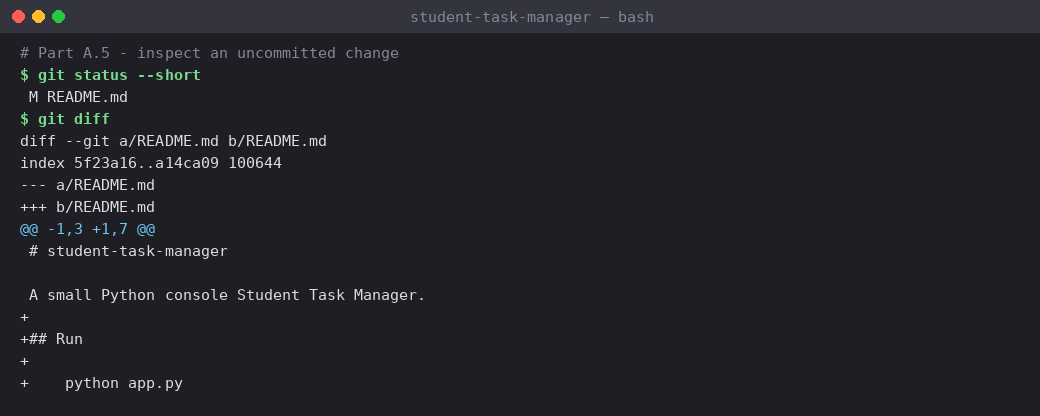 student-task-manager — bash
# Part A.5 - inspect an uncommitted change
$ git status --short
 M README.md
$ git diff
diff --git a/README.md b/README.md
index 5f23a16..a14ca09 100644
--- a/README.md
+++ b/README.md
@@ -1,3 +1,7 @@
 # student-task-manager

 A small Python console Student Task Manager.
+
+## Run
+
+    python app.py